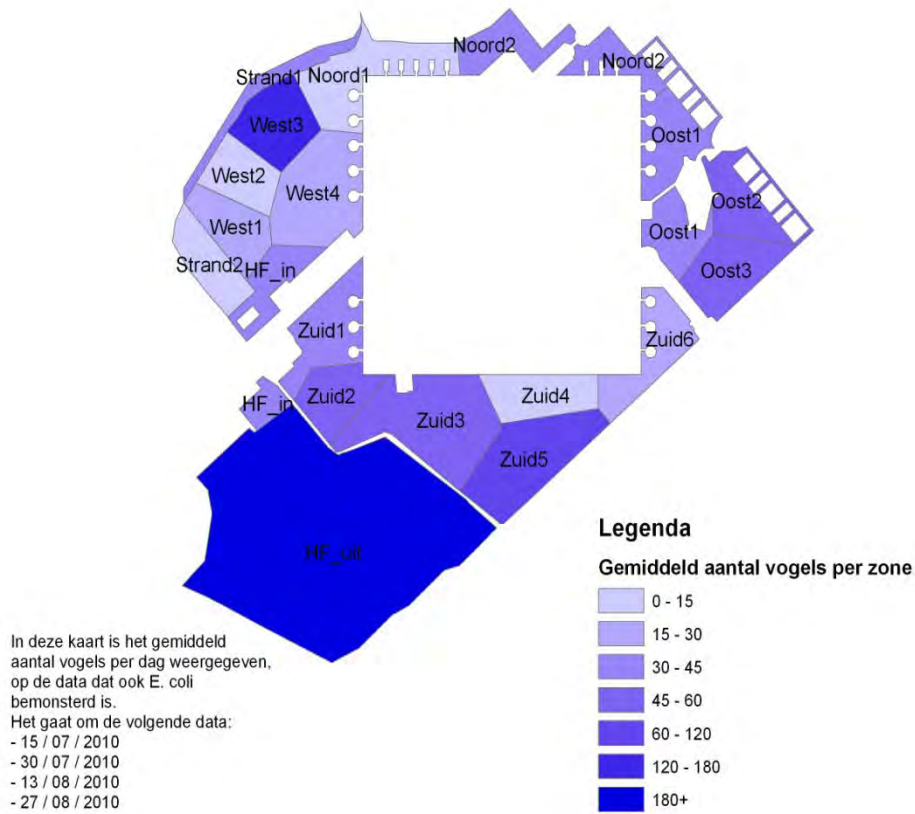 Noord2
Noord2
Strand1
Noord1
West3
Oost1
West2
West4
Oost2
West1
Oost1
Strand2
HF_in
Oost3
Zuid1
Zuid6
Zuid2
Zuid4
HF_in
Zuid3
Zuid5
HF_uit
Legenda
Gemiddeld aantal vogels per zone
0 - 15
15 - 30
30 - 45
45 - 60
60 - 120
120 - 180
180+
In deze kaart is het gemiddeld
aantal vogels per dag weergegeven,
op de data dat ook E. coli
bemonsterd is.
Het gaat om de volgende data:
- 15 / 07 / 2010
- 30 / 07 / 2010
- 13 / 08 / 2010
- 27 / 08 / 2010